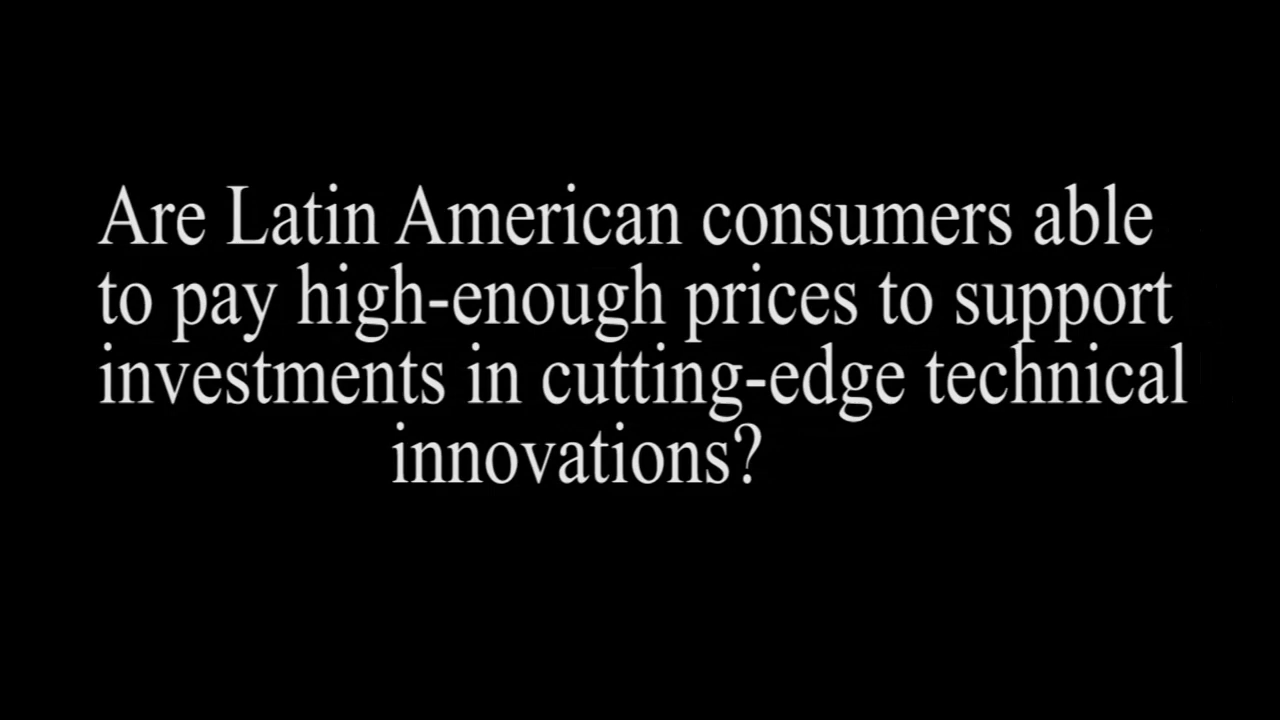 Are Latin American consumers able
to pay high-enough prices to support
investments in cutting-edge technical
innovations?